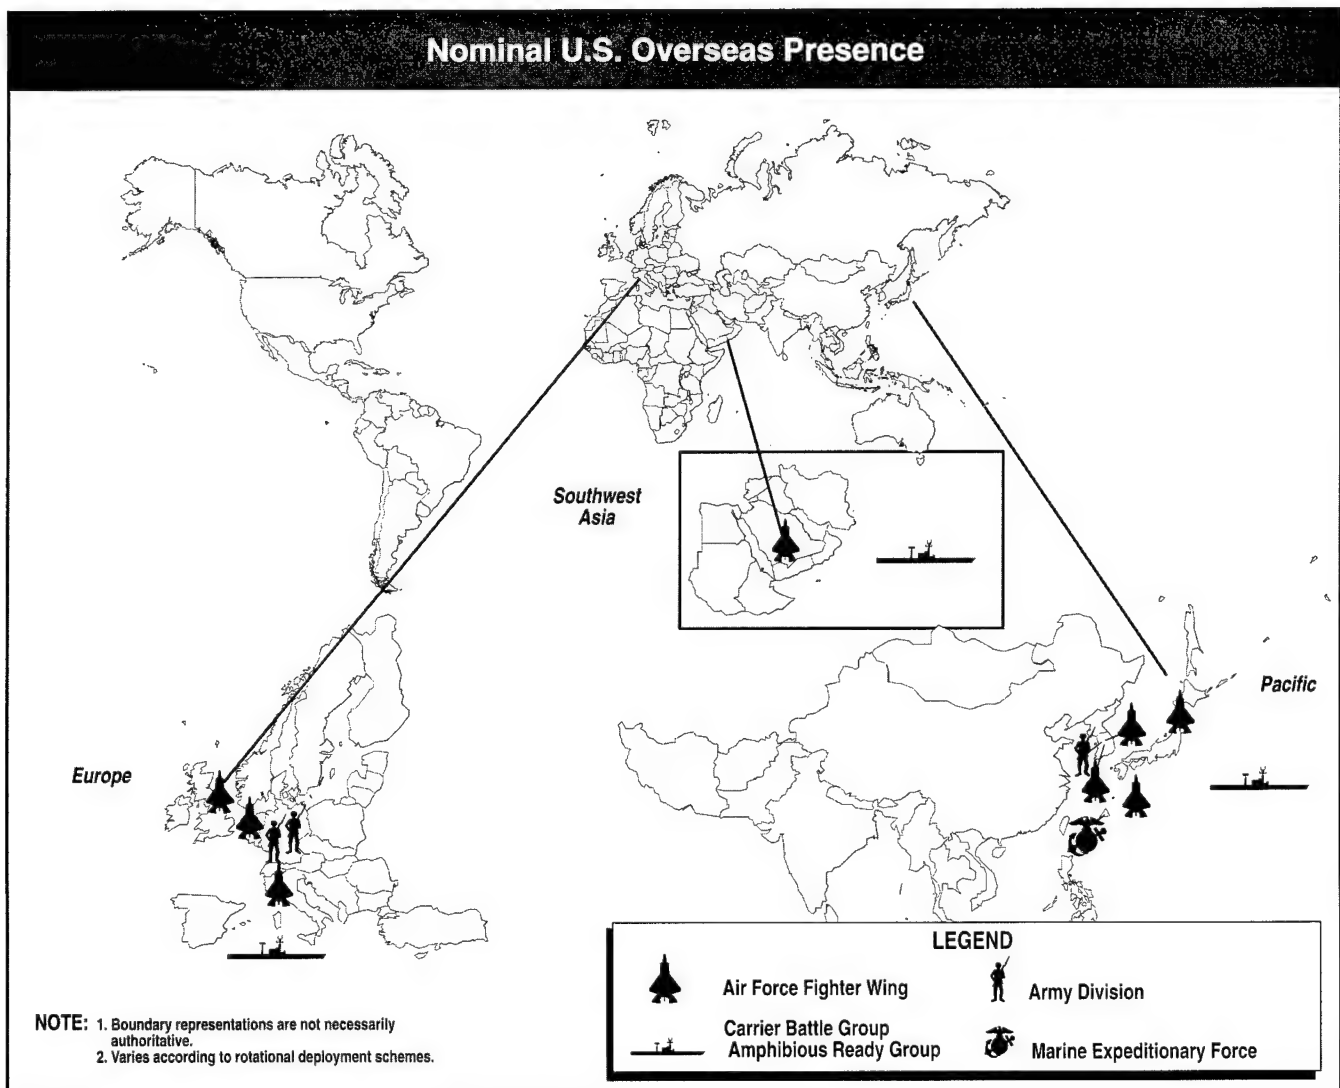 Nominal U.S. Overseas Presence
Southwest
Asia
Pacific
Europe
LEGEND
Air Force Fighter Wing
Army Division
Carrier Battle Group
Amphibious Ready Group
Marine Expeditionary Force
NOTE: 1. Boundary representations are not necessarily
authoritative.
2. Varies according to rotational deployment schemes.